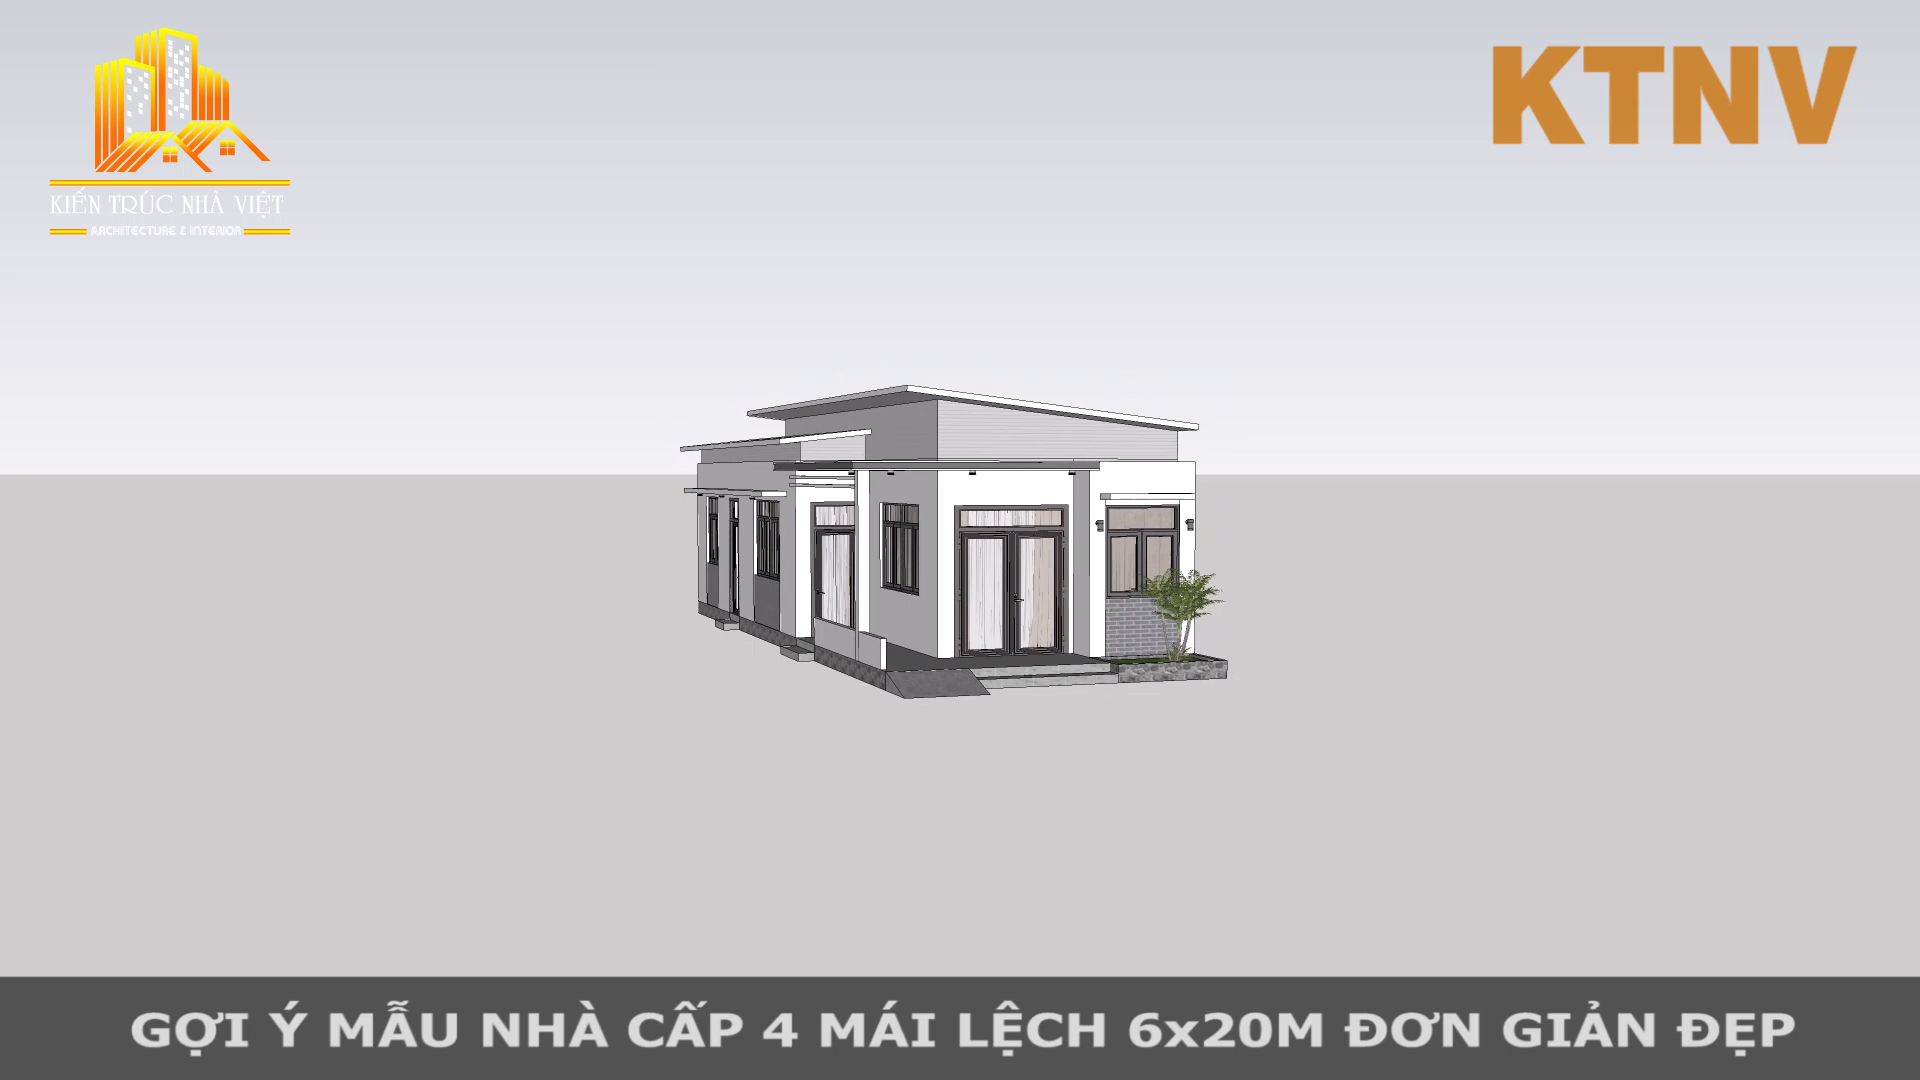 KTNV
KIẾN TRÚC NHÀ VIỆT
ARCHITECTURE & INTERIOR
GỢI Ý MẪU NHÀ CẤP 4 MÁI LỆCH 6x20M ĐƠN GIẢN ĐẸP